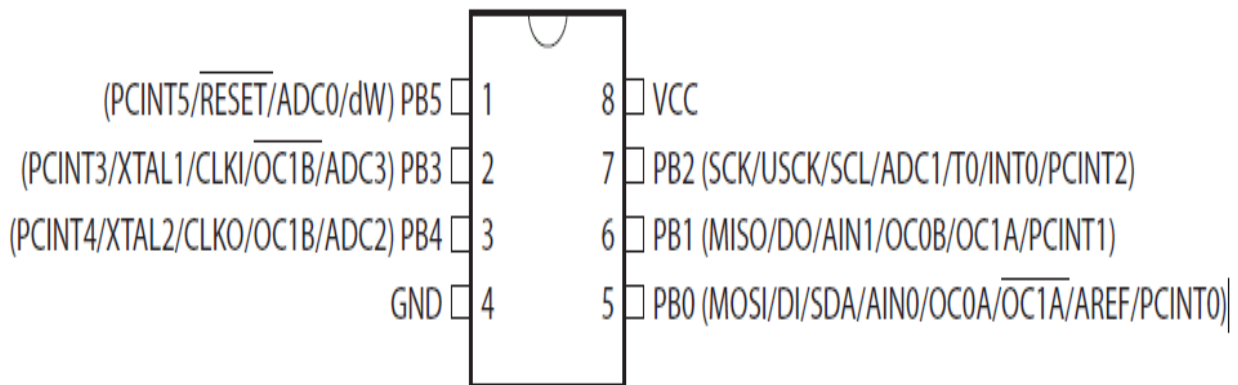 (PCINT5/RESET/ADC0/dW) PB5 1 8 VCC
(PCINT3/XTAL1/CLKI/OC1B/ADC3) PB3 2 7 PB2 (SCK/USCK/SCL/ADC1/T0/INT0/PCINT2)
(PCINT4/XTAL2/CLKO/OC1B/ADC2) PB4 3 6 PB1 (MISO/DO/AIN1/OC0B/OC1A/PCINT1)
GND 4 5 PB0 (MOSI/DI/SDA/AIN0/OC0A/OC1A/AREF/PCINT0)